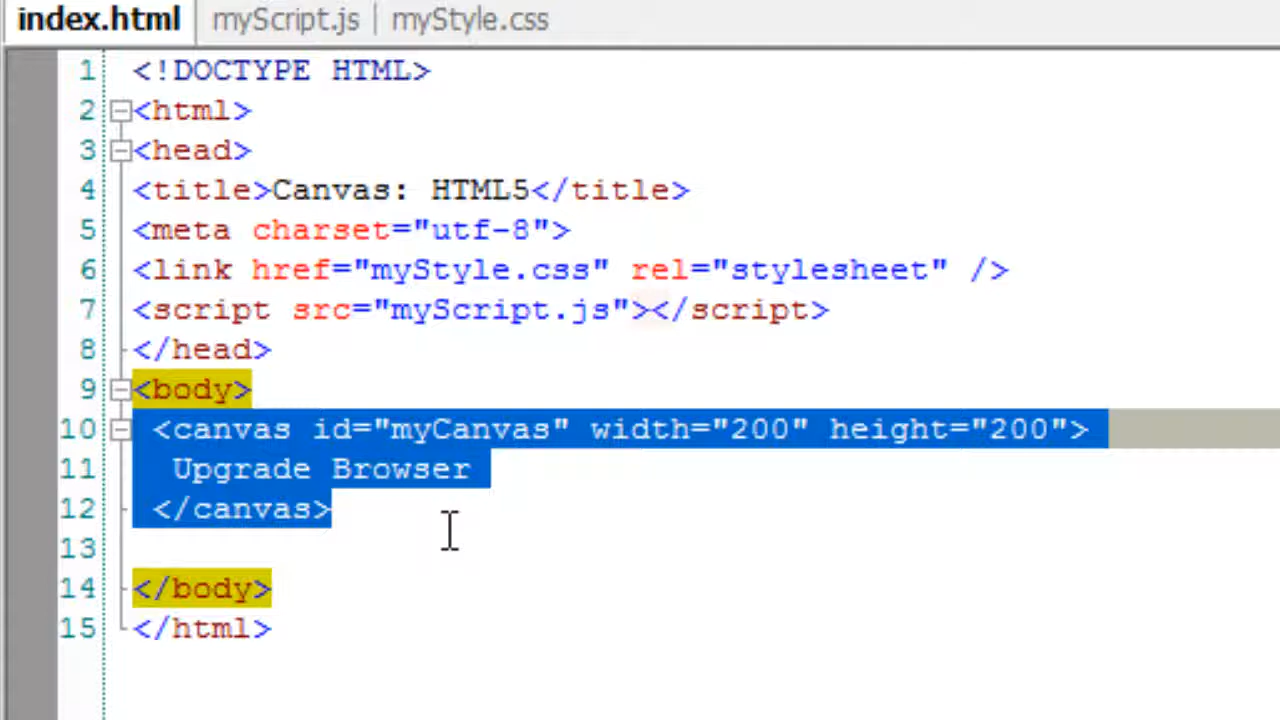 index.html myScript.js myStyle.css
1 <!DOCTYPE HTML>
2 <html>
3 <head>
4 <title>Canvas: HTML5</title>
5 <meta charset="utf-8">
6 <link href="myStyle.css" rel="stylesheet" />
7 <script src="myScript.js"></script>
8 </head>
9 <body>
10 <canvas id="myCanvas" width="200" height="200">
11 Upgrade Browser
12 </canvas>
13
14 </body>
15 </html>